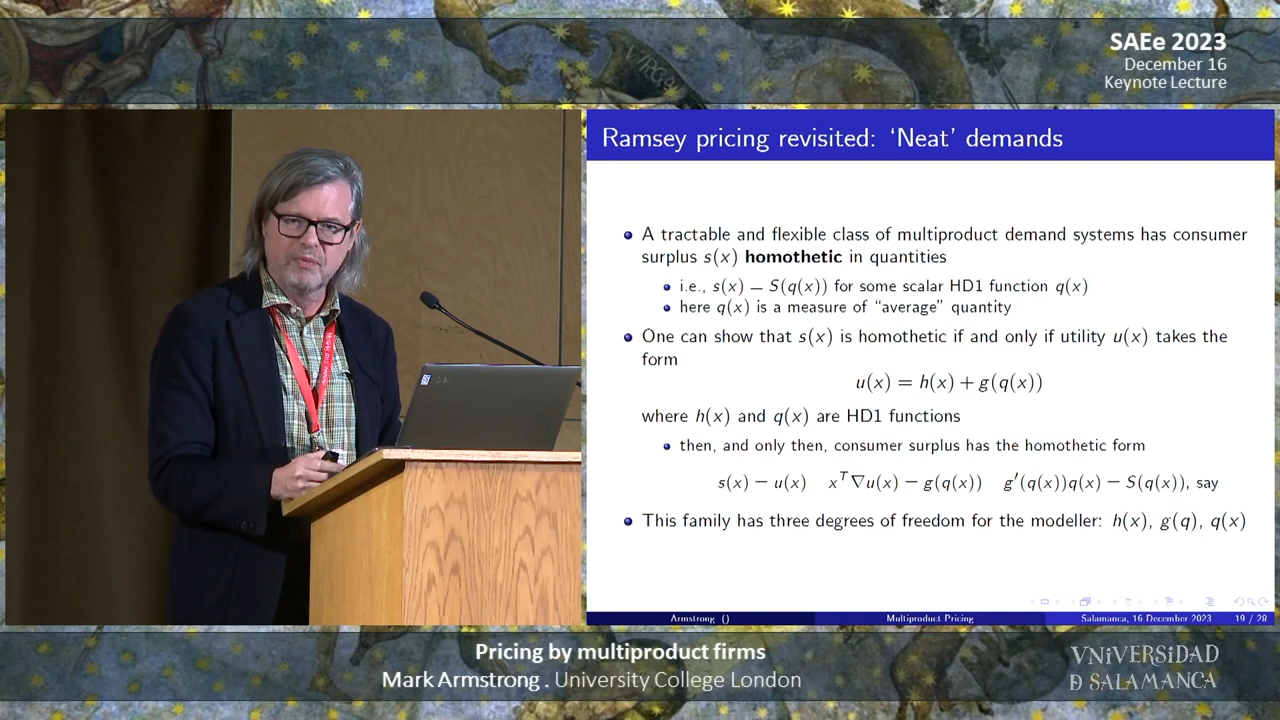 SAEe 2023
December 16
Keynote Lecture
VIRGO
Ramsey pricing revisited: ‘Neat’ demands
A tractable and flexible class of multiproduct demand systems has consumer
surplus s(x) homothetic in quantities
i.e., s(x) — S(q(x)) for some scalar HD1 function q(x)
here q(x) is a measure of “average” quantity
One can show that s(x) is homothetic if and only if utility u(x) takes the
form
u(x) = h(x) + g(q(x))
where h(x) and q(x) are HD1 functions
then, and only then, consumer surplus has the homothetic form
s(x) — u(x) x^T ∇u(x) — g(q(x)) g′(q(x))q(x) — S(q(x)), say
This family has three degrees of freedom for the modeller: h(x), g(q), q(x)
Armstrong () Multiproduct Pricing Salamanca, 16 December 2023 19 / 28
Pricing by multiproduct firms
Mark Armstrong . University College London
VNiVERSiDAD
D SALAMANCA